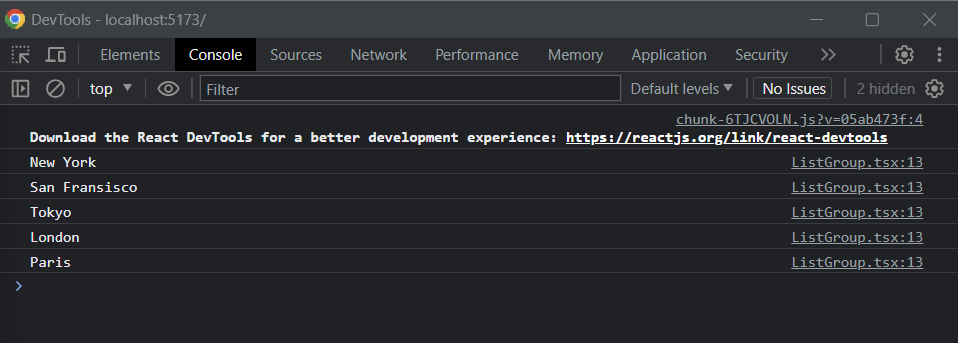 DevTools - localhost:5173/
Elements Console Sources Network Performance Memory Application Security
top Filter Default levels No Issues 2 hidden
chunk-6TJCVOLN.js?v=05ab473f:4
Download the React DevTools for a better development experience: https://reactjs.org/link/react-devtools
New York ListGroup.tsx:13
San Fransisco ListGroup.tsx:13
Tokyo ListGroup.tsx:13
London ListGroup.tsx:13
Paris ListGroup.tsx:13